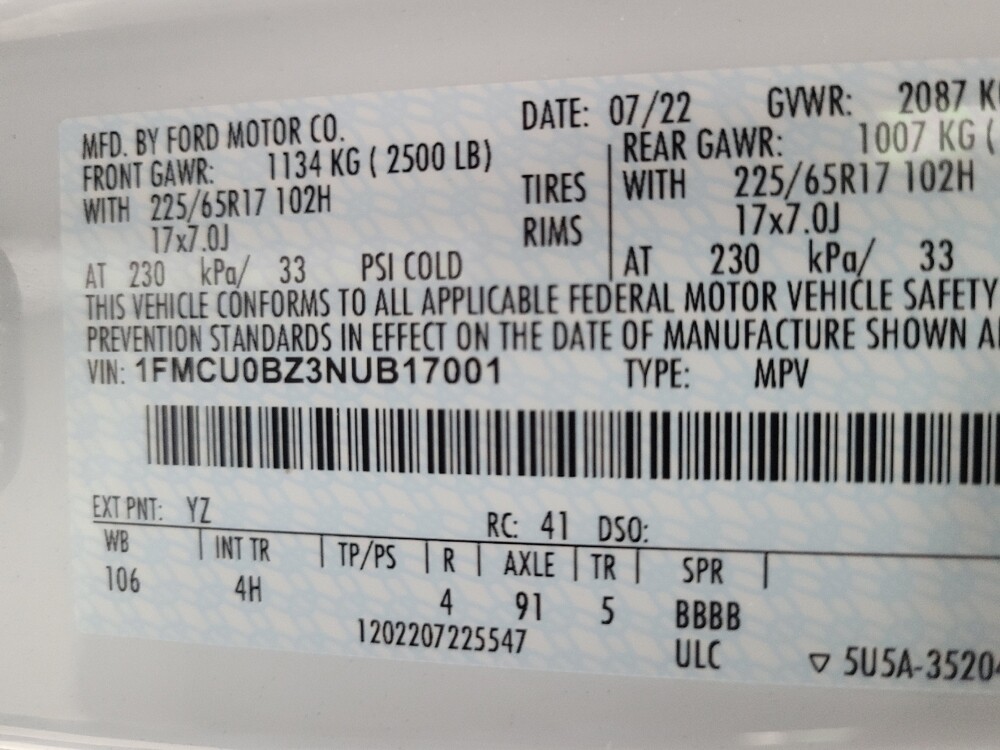 MFD. BY FORD MOTOR CO. DATE: 07/22 GVWR: 2087 K
FRONT GAWR: 1134 KG ( 2500 LB) REAR GAWR: 1007 KG (
WITH 225/65R17 102H TIRES WITH 225/65R17 102H
17x7.0J RIMS 17x7.0J
AT 230 kPa/ 33 PSI COLD AT 230 kPa/ 33
THIS VEHICLE CONFORMS TO ALL APPLICABLE FEDERAL MOTOR VEHICLE SAFETY
PREVENTION STANDARDS IN EFFECT ON THE DATE OF MANUFACTURE SHOWN
VIN: 1FMCU0BZ3NUB17001 TYPE: MPV
EXT PNT: YZ RC: 41 DSO:
WB INT TR TP/PS R AXLE TR SPR
106 4H 4 91 5 BBBB
1202207225547 ULC ▽ 5U5A-35204